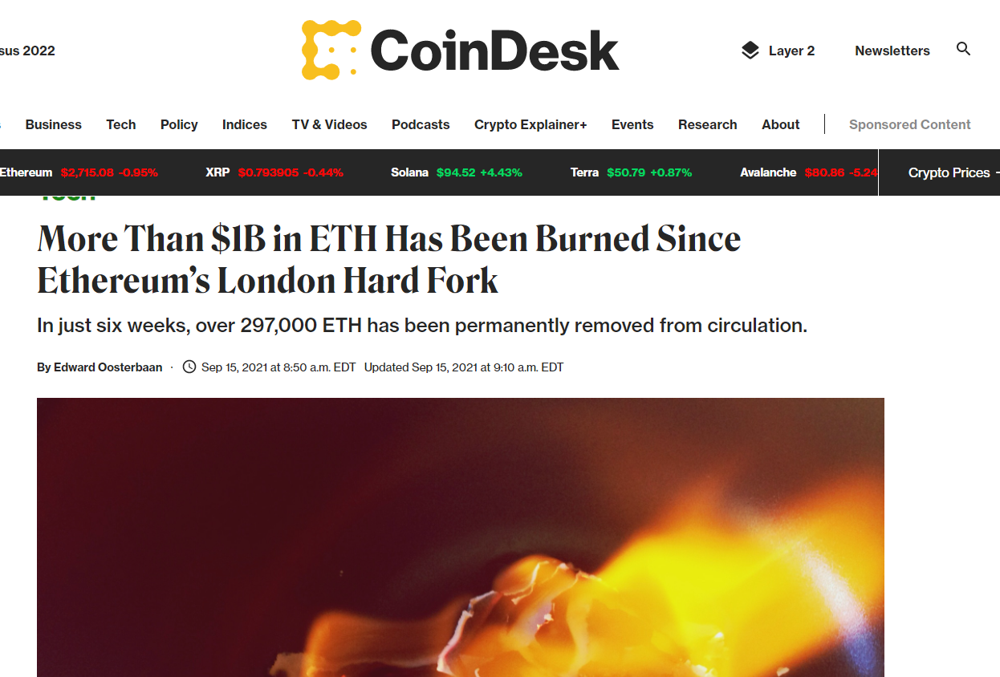 sus 2022
CoinDesk
Layer 2
Newsletters
Business Tech Policy Indices TV & Videos Podcasts Crypto Explainer+ Events Research About Sponsored Content
Ethereum $2,715.08 -0.95% XRP $0.793905 -0.44% Solana $94.52 +4.43% Terra $50.79 +0.87% Avalanche $80.86 -5.24 Crypto Prices
Tech
More Than $1B in ETH Has Been Burned Since
Ethereum’s London Hard Fork
In just six weeks, over 297,000 ETH has been permanently removed from circulation.
By Edward Oosterbaan · Sep 15, 2021 at 8:50 a.m. EDT Updated Sep 15, 2021 at 9:10 a.m. EDT